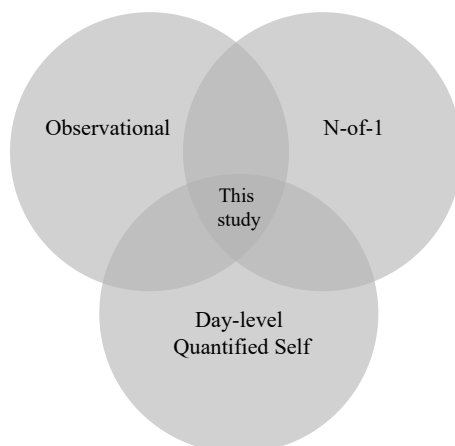 Observational
N-of-1
This
study
Day-level
Quantified Self